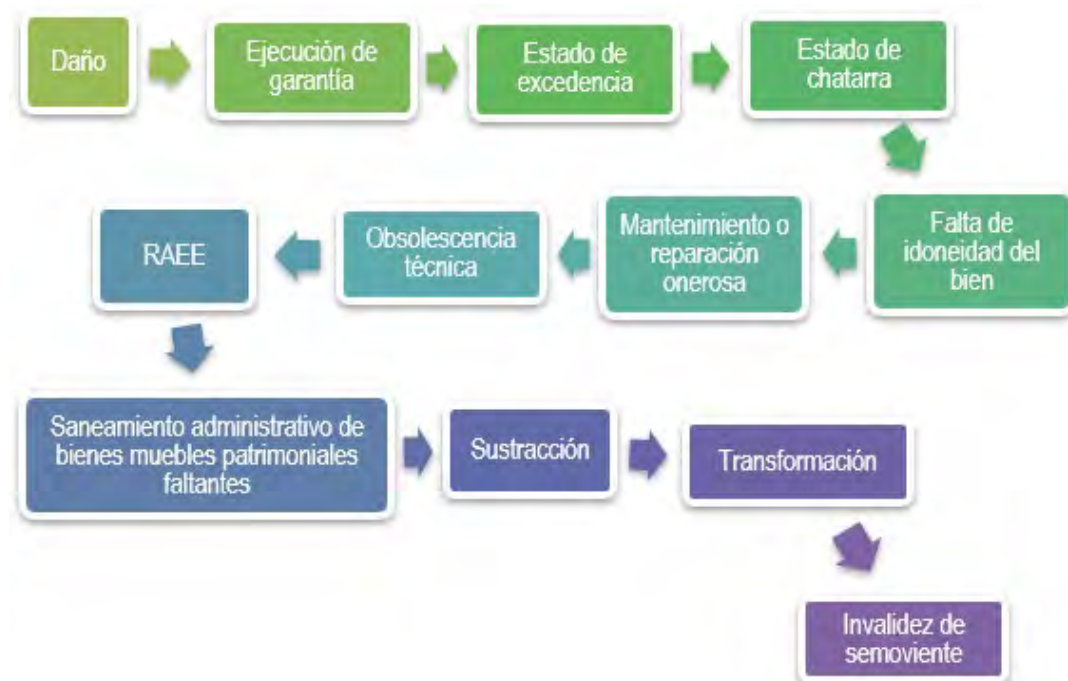 Daño
Ejecución de
garantía
Estado de
excedencia
Estado de
chatarra
Falta de
idoneidad del
bien
Mantenimiento o
reparación
onerosa
Obsolescencia
técnica
RAEE
Saneamiento administrativo de
bienes muebles patrimoniales
faltantes
Sustracción
Transformación
Invalidez de
semoviente